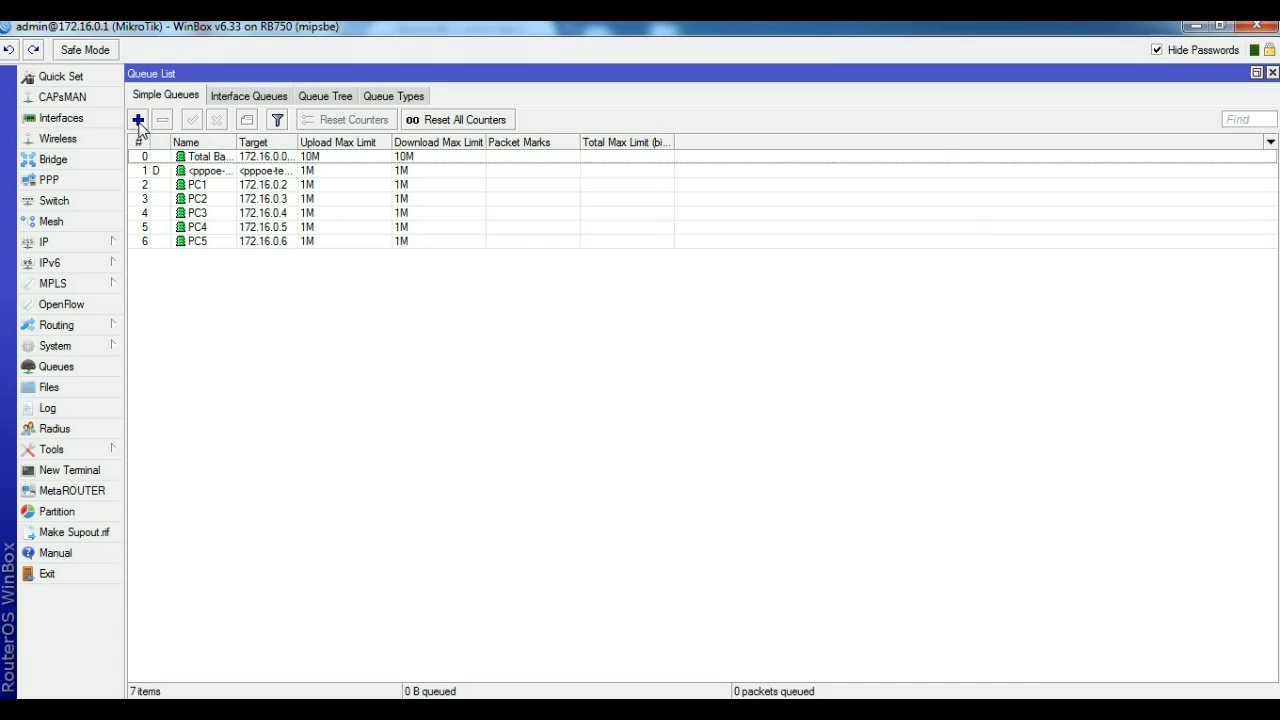 admin@172.16.0.1 (MikroTik) - WinBox v6.33 on RB750 (mipsbe)
Safe Mode
Hide Passwords
Quick Set
CAPsMAN
Interfaces
Wireless
Bridge
PPP
Switch
Mesh
IP
IPv6
MPLS
OpenFlow
Routing
System
Queues
Files
Log
Radius
Tools
New Terminal
MetaROUTER
Partition
Make Supout.rif
Manual
Exit
RouterOS WinBox
Queue List
Simple Queues Interface Queues Queue Tree Queue Types
Reset Counters 00 Reset All Counters Find
# Name Target Upload Max Limit Download Max Limit Packet Marks Total Max Limit (bi...
0 Total Ba... 172.16.0.0... 10M 10M
1 D <pppoe-... <pppoe-te... 1M 1M
2 PC1 172.16.0.2 1M 1M
3 PC2 172.16.0.3 1M 1M
4 PC3 172.16.0.4 1M 1M
5 PC4 172.16.0.5 1M 1M
6 PC5 172.16.0.6 1M 1M
7 items 0 B queued 0 packets queued